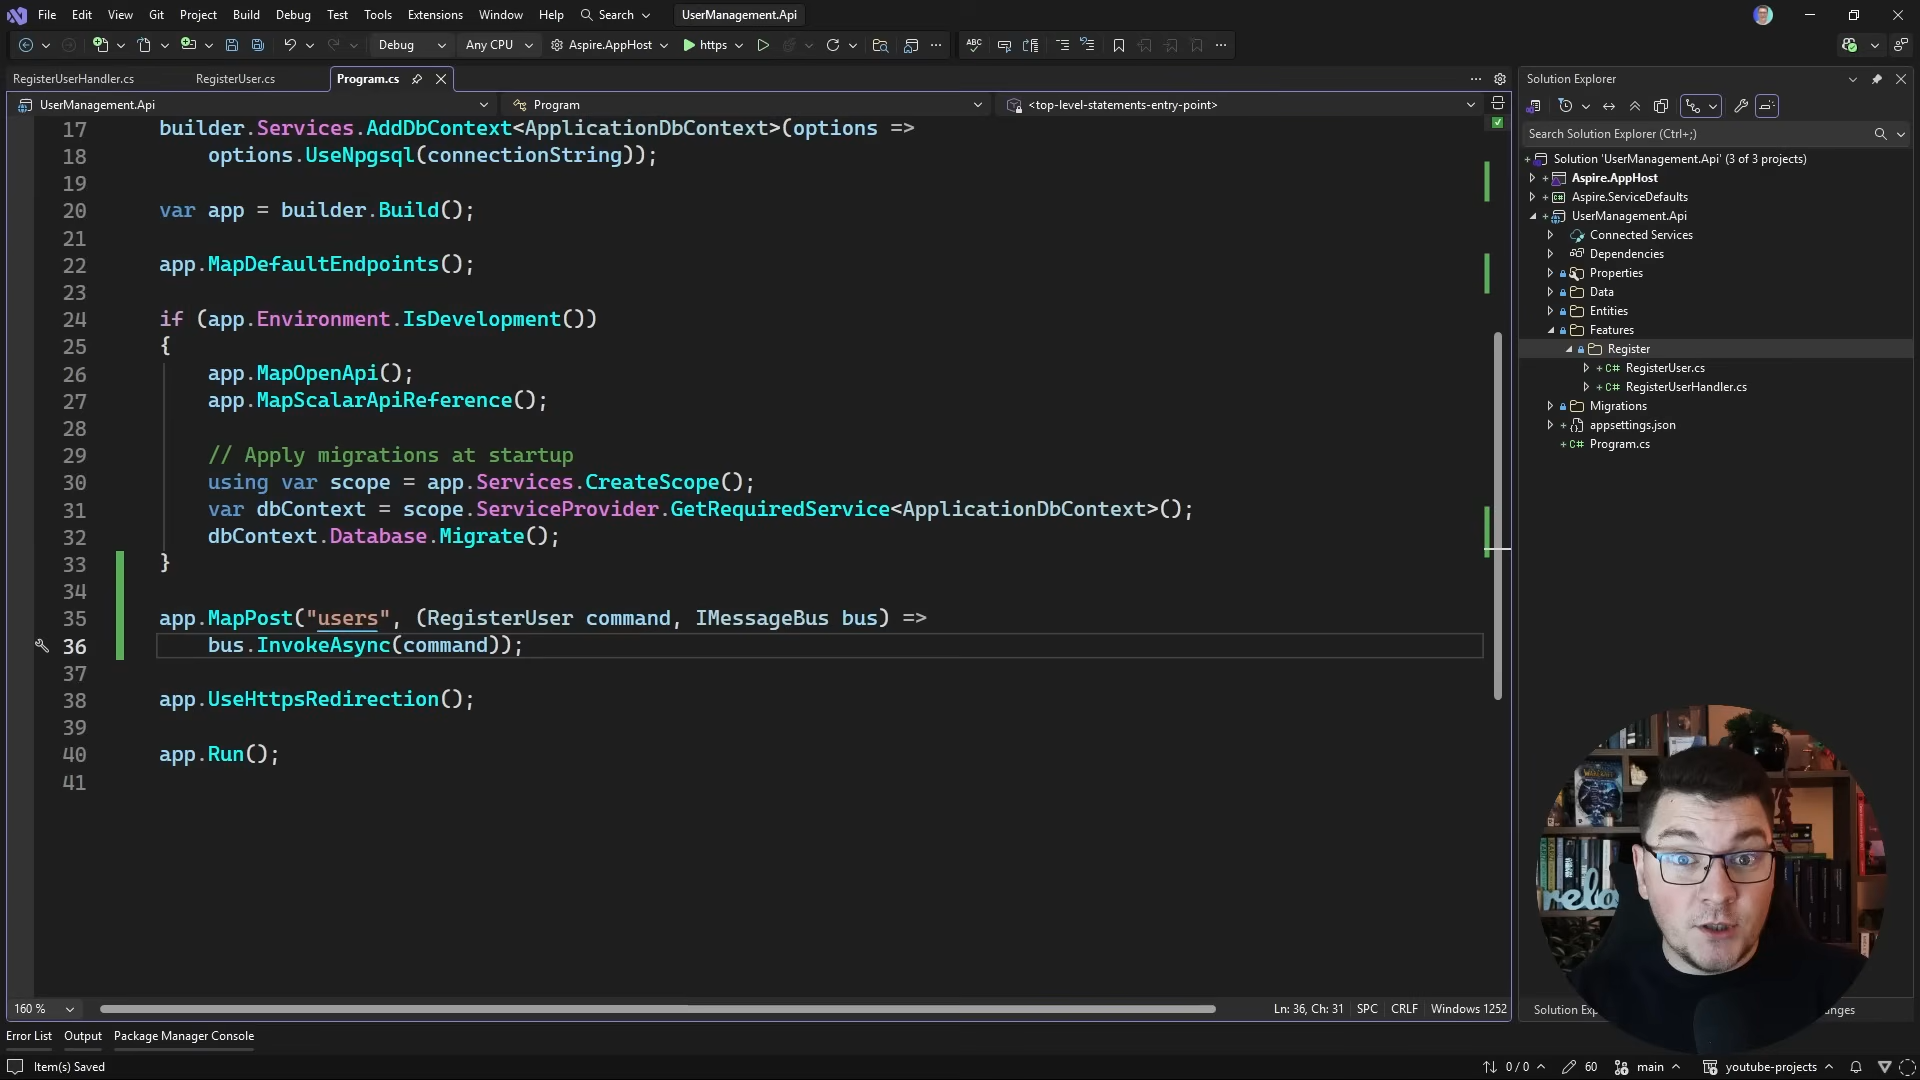 File Edit View Git Project Build Debug Test Tools Extensions Window Help Search UserManagement.Api
Debug Any CPU Aspire.AppHost https
RegisterUserHandler.cs RegisterUser.cs Program.cs
UserManagement.Api Program <top-level-statements-entry-point>
17 builder.Services.AddDbContext<ApplicationDbContext>(options =>
18 options.UseNpgsql(connectionString));
19
20 var app = builder.Build();
21
22 app.MapDefaultEndpoints();
23
24 if (app.Environment.IsDevelopment())
25 {
26 app.MapOpenApi();
27 app.MapScalarApiReference();
28
29 // Apply migrations at startup
30 using var scope = app.Services.CreateScope();
31 var dbContext = scope.ServiceProvider.GetRequiredService<ApplicationDbContext>();
32 dbContext.Database.Migrate();
33 }
34
35 app.MapPost("users", (RegisterUser command, IMessageBus bus) =>
36 bus.InvokeAsync(command));
37
38 app.UseHttpsRedirection();
39
40 app.Run();
41
160 % Ln: 36, Ch: 31 SPC CRLF Windows 1252
Error List Output Package Manager Console
Item(s) Saved 0 / 0 60 main youtube-projects
Solution Explorer
Search Solution Explorer (Ctrl+;)
Solution 'UserManagement.Api' (3 of 3 projects)
Aspire.AppHost
Aspire.ServiceDefaults
UserManagement.Api
Connected Services
Dependencies
Properties
Data
Entities
Features
Register
C# RegisterUser.cs
C# RegisterUserHandler.cs
Migrations
appsettings.json
C# Program.cs